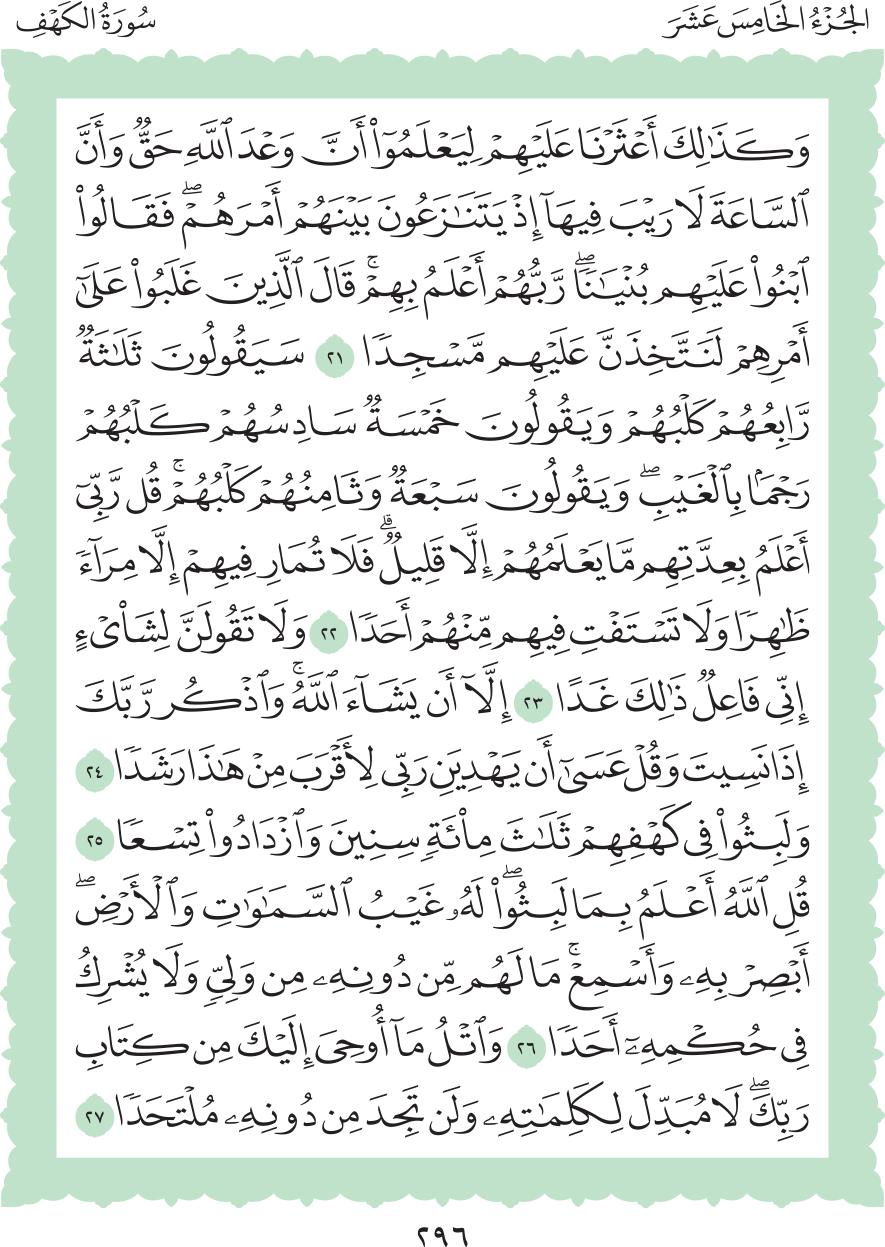 الجُزْءُ الخَامِسَ عَشَرَ
سُورَةُ الكَهْفِ
وَكَذَٰلِكَ أَعْثَرْنَا عَلَيْهِمْ لِيَعْلَمُوٓا۟ أَنَّ وَعْدَ ٱللَّهِ حَقٌّ وَأَنَّ
ٱلسَّاعَةَ لَا رَيْبَ فِيهَآ إِذْ يَتَنَـٰزَعُونَ بَيْنَهُمْ أَمْرَهُمْ ۖ فَقَالُوا۟
ٱبْنُوا۟ عَلَيْهِم بُنْيَـٰنًا ۖ رَّبُّهُمْ أَعْلَمُ بِهِمْ ۚ قَالَ ٱلَّذِينَ غَلَبُوا۟ عَلَىٰٓ
أَمْرِهِمْ لَنَتَّخِذَنَّ عَلَيْهِم مَّسْجِدًا ٢١ سَيَقُولُونَ ثَلَـٰثَةٌ
رَّابِعُهُمْ كَلْبُهُمْ وَيَقُولُونَ خَمْسَةٌ سَادِسُهُمْ كَلْبُهُمْ
رَجْمًۢا بِٱلْغَيْبِ ۖ وَيَقُولُونَ سَبْعَةٌ وَثَامِنُهُمْ كَلْبُهُمْ ۚ قُل رَّبِّىٓ
أَعْلَمُ بِعِدَّتِهِم مَّا يَعْلَمُهُمْ إِلَّا قَلِيلٌ ۗ فَلَا تُمَارِ فِيهِمْ إِلَّا مِرَآءً
ظَـٰهِرًا وَلَا تَسْتَفْتِ فِيهِم مِّنْهُمْ أَحَدًا ٢٢ وَلَا تَقُولَنَّ لِشَا۟ىْءٍ
إِنِّى فَاعِلٌ ذَٰلِكَ غَدًا ٢٣ إِلَّآ أَن يَشَآءَ ٱللَّهُ ۚ وَٱذْكُر رَّبَّكَ
إِذَا نَسِيتَ وَقُلْ عَسَىٰٓ أَن يَهْدِيَنِ رَبِّى لِأَقْرَبَ مِنْ هَـٰذَا رَشَدًا ٢٤
وَلَبِثُوا۟ فِى كَهْفِهِمْ ثَلَـٰثَ مِا۟ئَةٍ سِنِينَ وَٱزْدَادُوا۟ تِسْعًا ٢٥
قُلِ ٱللَّهُ أَعْلَمُ بِمَا لَبِثُوا۟ ۖ لَهُۥ غَيْبُ ٱلسَّمَـٰوَٰتِ وَٱلْأَرْضِ ۖ
أَبْصِرْ بِهِۦ وَأَسْمِعْ ۚ مَا لَهُم مِّن دُونِهِۦ مِن وَلِىٍّ وَلَا يُشْرِكُ
فِى حُكْمِهِۦٓ أَحَدًا ٢٦ وَٱتْلُ مَآ أُوحِىَ إِلَيْكَ مِن كِتَابِ
رَبِّكَ ۖ لَا مُبَدِّلَ لِكَلِمَـٰتِهِۦ وَلَن تَجِدَ مِن دُونِهِۦ مُلْتَحَدًا ٢٧
٢٩٦